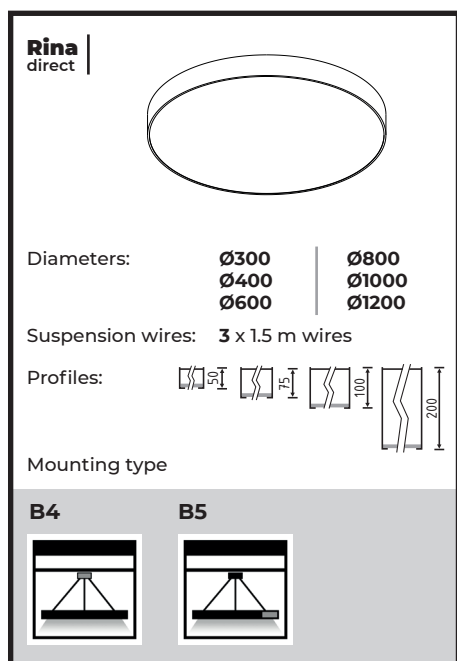 Rina
direct
Diameters: Ø300 Ø800
Ø400 Ø1000
Ø600 Ø1200
Suspension wires: 3 x 1.5 m wires
Profiles: 50 75 100 200
Mounting type
B4 B5